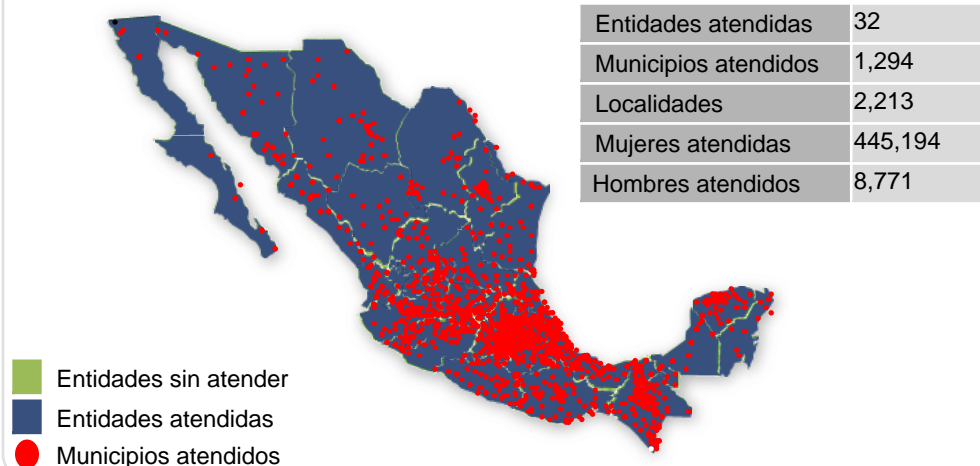 Entidades atendidas 32
Municipios atendidos 1,294
Localidades 2,213
Mujeres atendidas 445,194
Hombres atendidos 8,771
Entidades sin atender
Entidades atendidas
Municipios atendidos